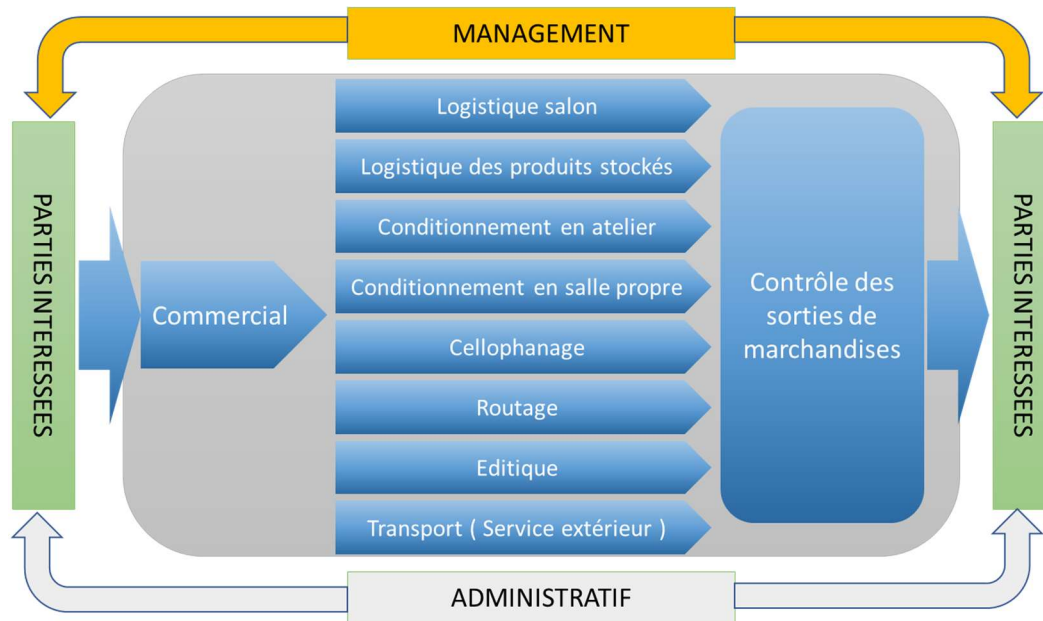 MANAGEMENT
PARTIES INTERESSEES
Commercial
Logistique salon
Logistique des produits stockés
Conditionnement en atelier
Conditionnement en salle propre
Cellophanage
Routage
Editique
Transport ( Service extérieur )
Contrôle des
sorties de
marchandises
PARTIES INTERESSEES
ADMINISTRATIF